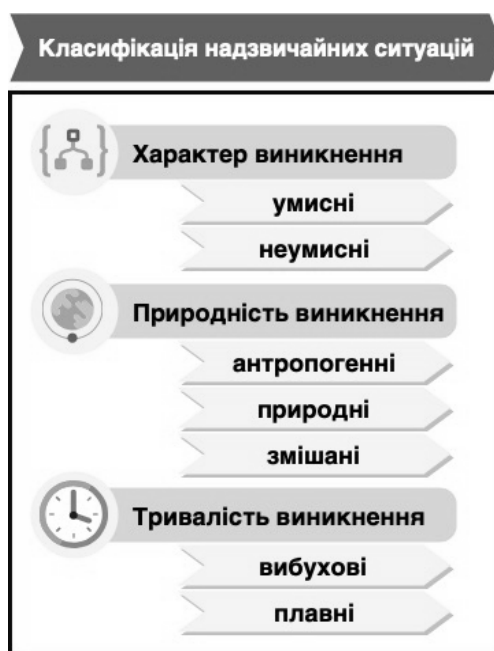 Класифікація надзвичайних ситуацій
Характер виникнення
умисні
неумисні
Природність виникнення
антропогенні
природні
змішані
Тривалість виникнення
вибухові
плавні